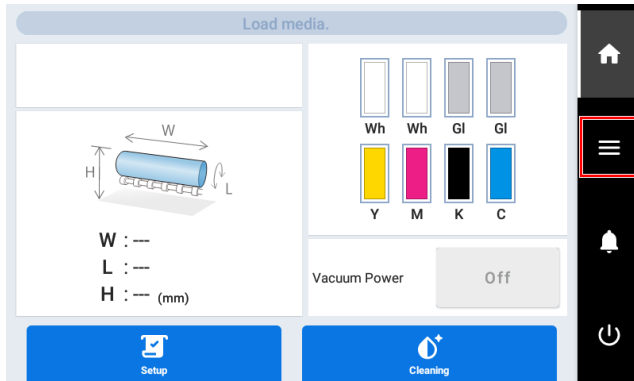 Load media.
W
H
L
W : ---
L : ---
H : --- (mm)
Wh Wh Gl Gl
Y M K C
Vacuum Power Off
Setup
Cleaning